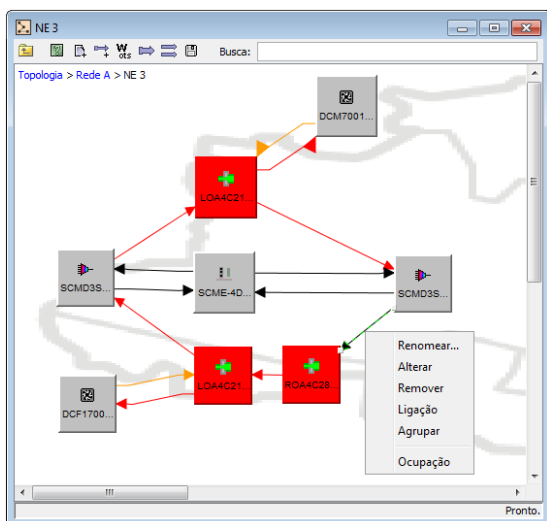 NE 3
W
ots
Busca:
Topologia > Rede A > NE 3
DCM7001...
LOA4C21...
SCMD3S...
SCME-4D...
SCMD3S...
LOA4C21...
ROA4C28...
DCF1700...
Renomear...
Alterar
Remover
Ligação
Agrupar
Ocupação
Pronto.